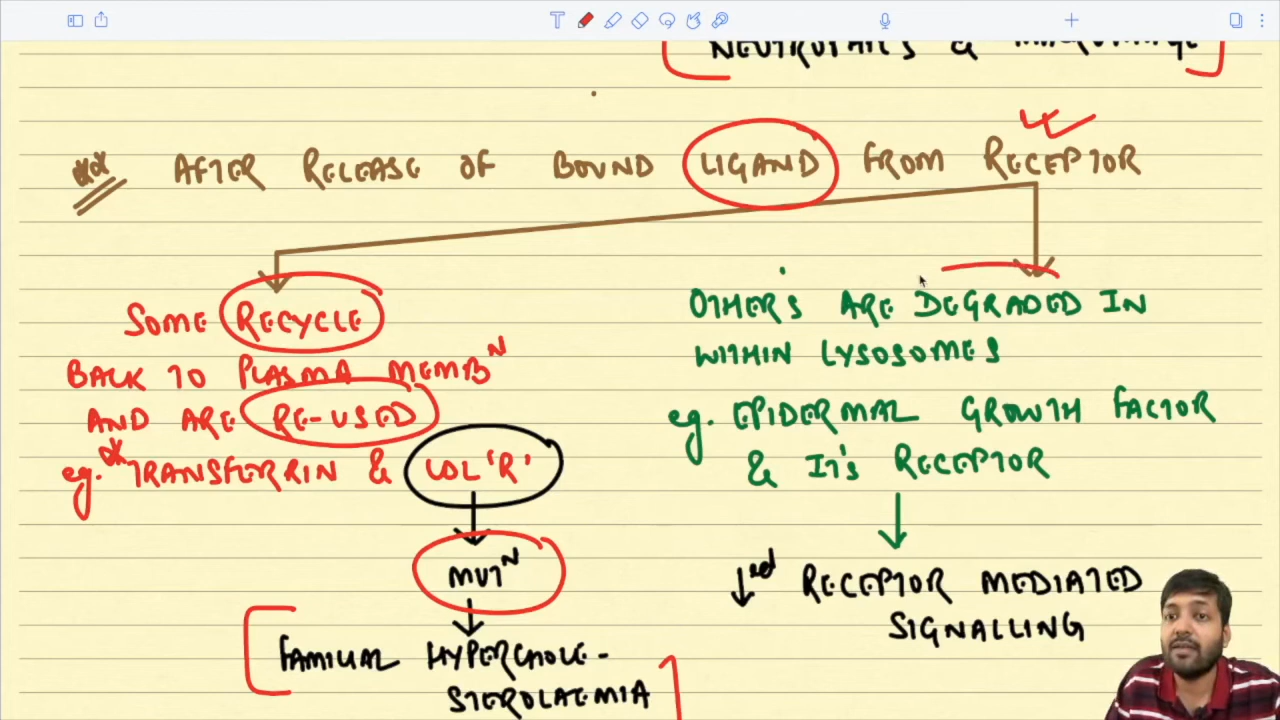 NEUTROPHILS &
** AFTER RELEASE OF BOUND LIGAND FROM RECEPTOR
SOME RECYCLE
BACK TO PLASMA MEMBᴺ
AND ARE RE-USED
eg. * TRANSFERRIN & LDL 'R'
MUTᴺ
FAMILIAL HYPERCHOLE-
STEROLAEMIA
OTHERS ARE DEGRADED IN
WITHIN LYSOSOMES
eg. EPIDERMAL GROWTH FACTOR
& IT'S RECEPTOR
↓ed RECEPTOR MEDIATED
SIGNALLING